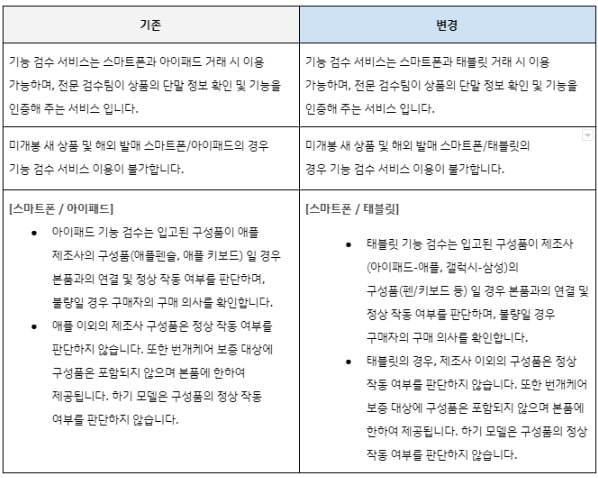 기존
변경
기능 검수 서비스는 스마트폰과 아이패드 거래 시 이용
가능하며, 전문 검수팀이 상품의 단말 정보 확인 및 기능을
인증해 주는 서비스 입니다.
기능 검수 서비스는 스마트폰과 태블릿 거래 시 이용
가능하며, 전문 검수팀이 상품의 단말 정보 확인 및 기능을
인증해 주는 서비스 입니다.
미개봉 새 상품 및 해외 발매 스마트폰/아이패드의 경우
기능 검수 서비스 이용이 불가합니다.
미개봉 새 상품 및 해외 발매 스마트폰/태블릿의
경우 기능 검수 서비스 이용이 불가합니다.
[스마트폰 / 아이패드]
● 아이패드 기능 검수는 입고된 구성품이 애플
제조사의 구성품(애플펜슬, 애플 키보드) 일 경우
본품과의 연결 및 정상 작동 여부를 판단하며,
불량일 경우 구매자의 구매 의사를 확인합니다.
● 애플 이외의 제조사 구성품은 정상 작동 여부를
판단하지 않습니다. 또한 번개케어 보증 대상에
구성품은 포함되지 않으며 본품에 한하여
제공됩니다. 하기 모델은 구성품의 정상 작동
여부를 판단하지 않습니다.
[스마트폰 / 태블릿]
● 태블릿 기능 검수는 입고된 구성품이 제조사
(아이패드-애플, 갤럭시-삼성)의
구성품(펜/키보드 등) 일 경우 본품과의 연결 및
정상 작동 여부를 판단하며, 불량일 경우
구매자의 구매 의사를 확인합니다.
● 태블릿의 경우, 제조사 이외의 구성품은 정상
작동 여부를 판단하지 않습니다. 또한 번개케어
보증 대상에 구성품은 포함되지 않으며 본품에
한하여 제공됩니다. 하기 모델은 구성품의 정상
작동 여부를 판단하지 않습니다.